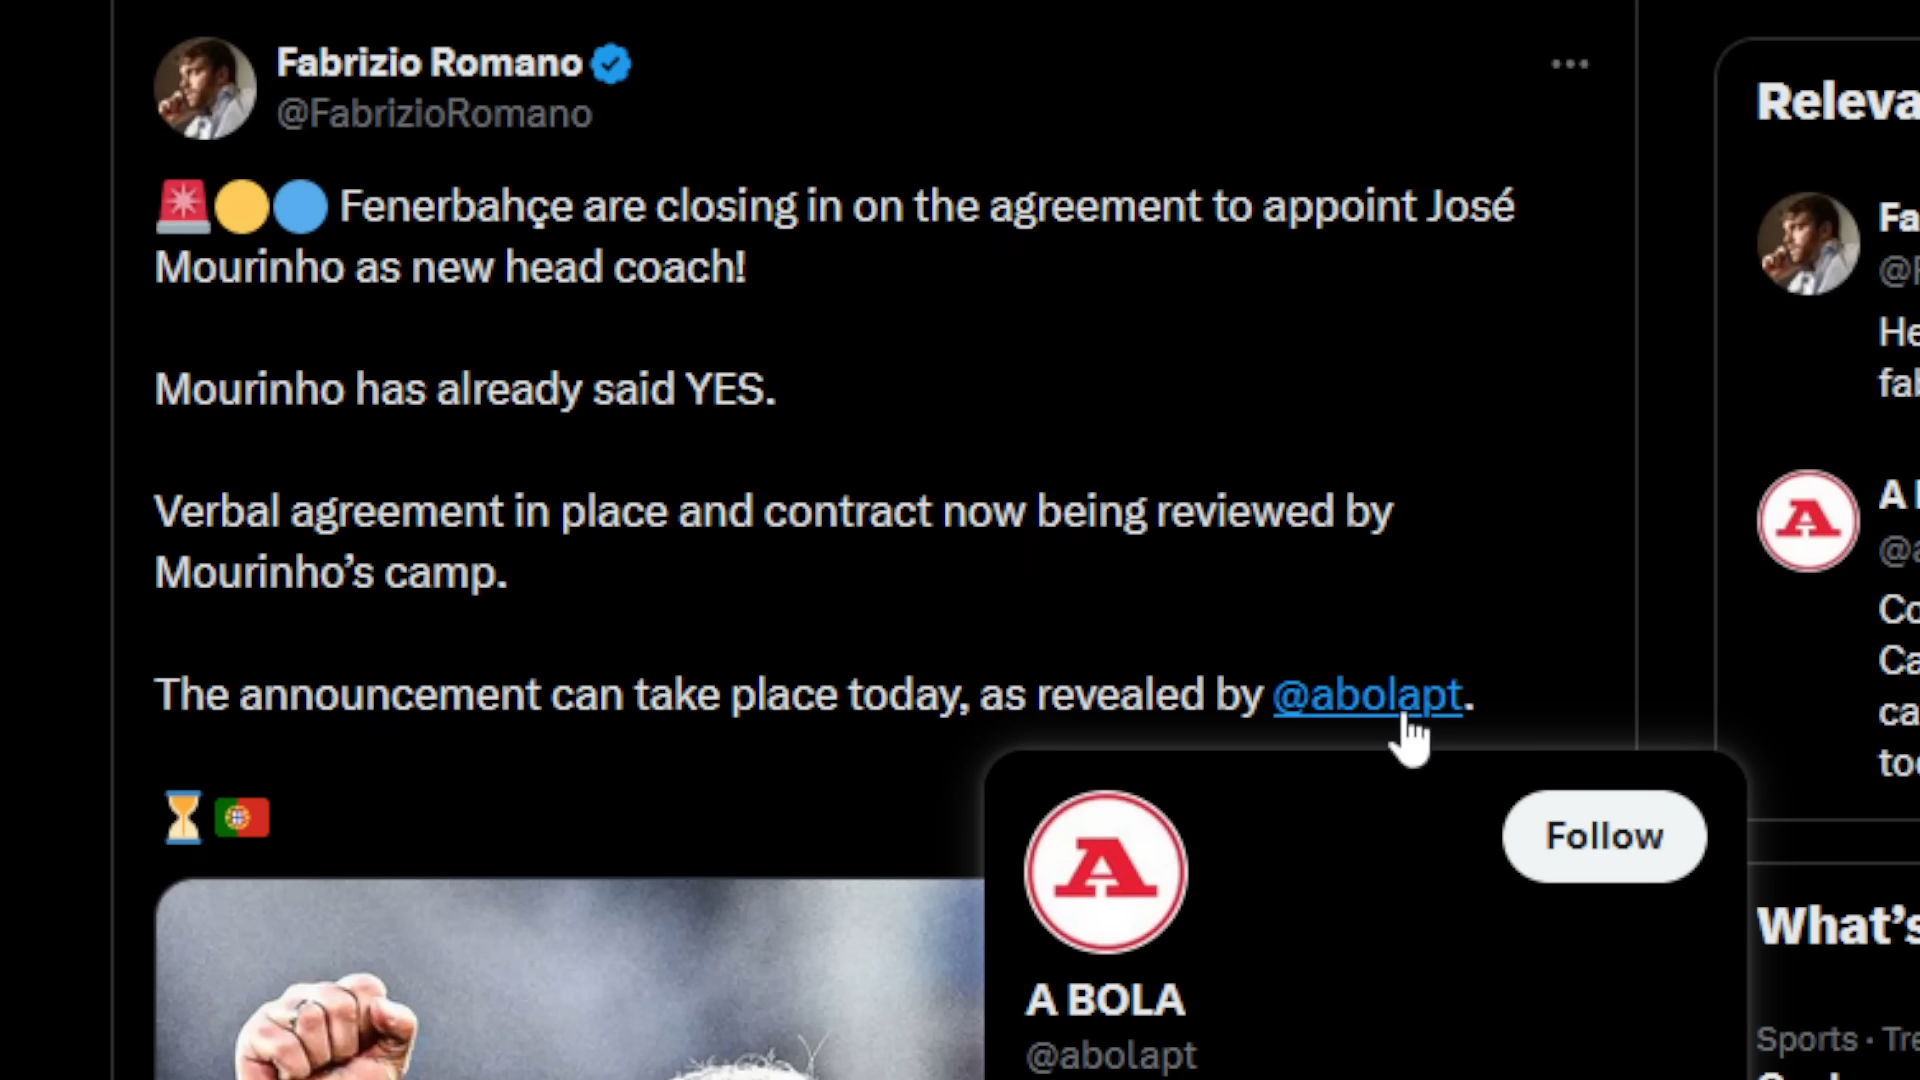 Fabrizio Romano
@FabrizioRomano
🚨🟡🔵 Fenerbahçe are closing in on the agreement to appoint José
Mourinho as new head coach!
Mourinho has already said YES.
Verbal agreement in place and contract now being reviewed by
Mourinho’s camp.
The announcement can take place today, as revealed by @abolapt.
⏳🇵🇹
A
Follow
A BOLA
@abolapt
Releva
Fa
@F
He
fab
A
A B
@a
Co
Ca
ca
tod
What’s
Sports · Tre